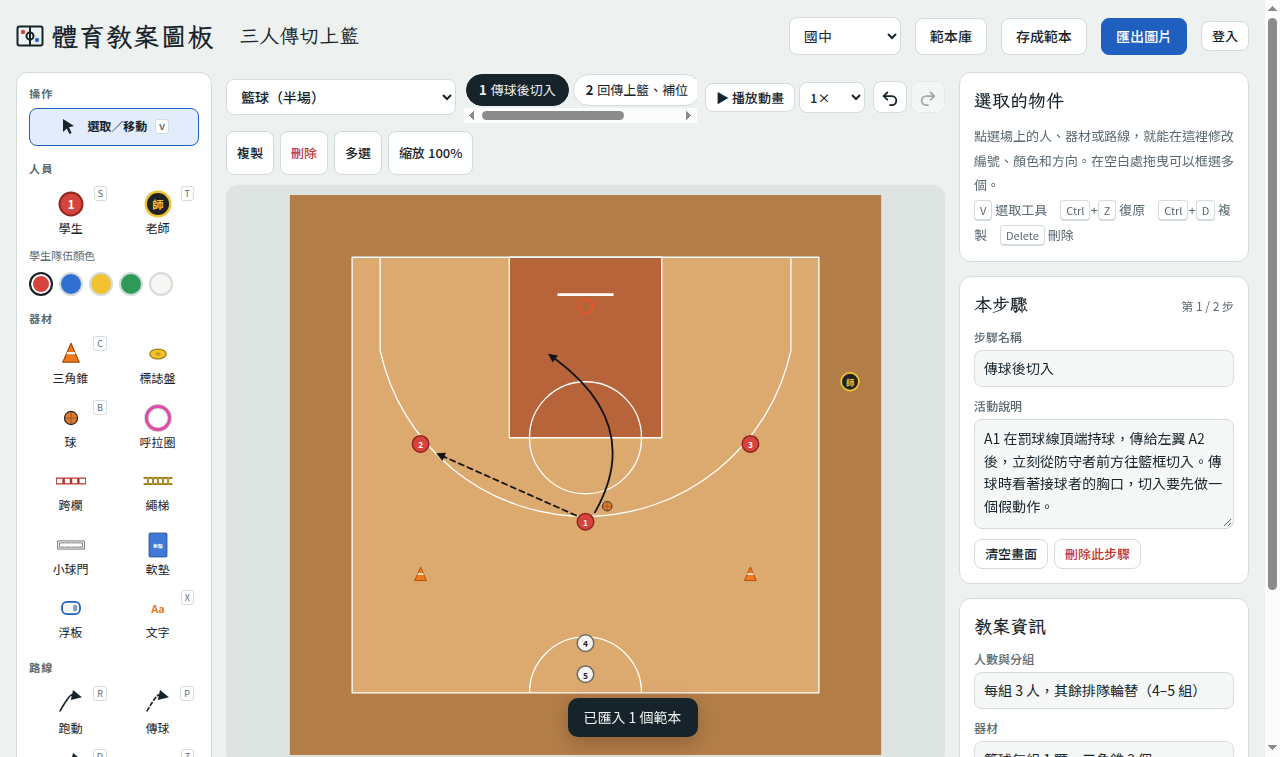 體育教案圖板
三人傳切上籃
國中
範本庫
存成範本
匯出圖片
登入
操作
選取／移動 V
人員
S
T
1
師
學生
老師
學生隊伍顏色
器材
C
三角錐
標誌盤
B
球
呼拉圈
跨欄
繩梯
軟墊
小球門
軟墊
X
Aa
浮板
文字
路線
R
P
跑動
傳球
D
Z
籃球（半場）
1 傳球後切入
2 回傳上籃、補位
▶ 播放動畫
1×
複製
刪除
多選
縮放 100%
師
2
3
1
4
5
已匯入 1 個範本
選取的物件
點選場上的人、器材或路線，就能在這裡修改
編號、顏色和方向。在空白處拖曳可以框選多
個。
V 選取工具 Ctrl+Z 復原 Ctrl+D 複
製 Delete 刪除
本步驟
第 1 / 2 步
步驟名稱
傳球後切入
活動說明
A1 在罰球線頂端持球，傳給左翼 A2
後，立刻從防守者前方往籃框切入。傳
球時看著接球者的胸口，切入要先做一
個假動作。
清空畫面
刪除此步驟
教案資訊
人數與分組
每組 3 人，其餘排隊輪替（4–5 組）
器材